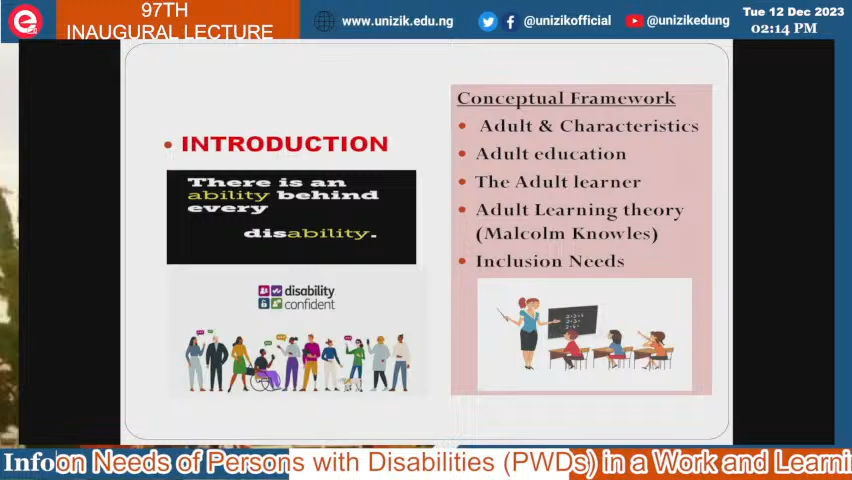 97TH
INAUGURAL LECTURE
www.unizik.edu.ng
@unizikofficial
@unizikedung
Tue 12 Dec 2023
02:14 PM
• INTRODUCTION
There is an
ability behind
every
disability.
disability
confident
Conceptual Framework
• Adult & Characteristics
• Adult education
• The Adult learner
• Adult Learning theory
(Malcolm Knowles)
• Inclusion Needs
Info
on Needs of Persons with Disabilities (PWDs) in a Work and Learni